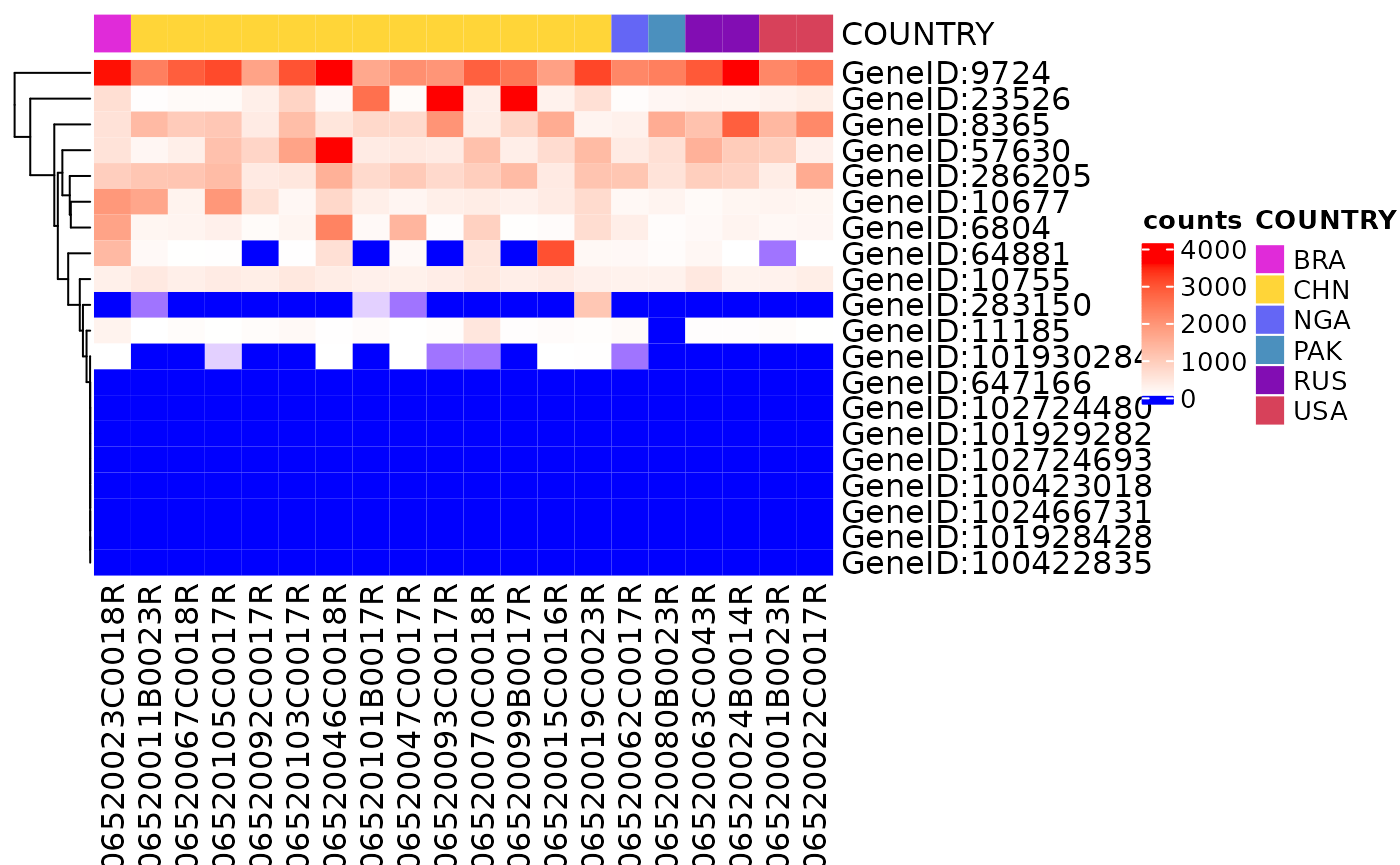 COUNTRY
GeneID:9724
GeneID:23526
GeneID:8365
GeneID:57630
GeneID:286205
GeneID:10677
GeneID:6804
GeneID:64881
GeneID:10755
GeneID:283150
GeneID:11185
GeneID:101930284
GeneID:647166
GeneID:102724480
GeneID:101929282
GeneID:102724693
GeneID:100423018
GeneID:102466731
GeneID:101928428
GeneID:100422835
counts
4000
3000
2000
1000
0
COUNTRY
BRA
CHN
NGA
PAK
RUS
USA
06520023C0018R
06520011B0023R
06520067C0018R
06520105C0017R
06520092C0017R
06520103C0017R
06520046C0018R
06520101B0017R
06520047C0017R
06520093C0017R
06520070C0018R
06520099B0017R
06520015C0016R
06520019C0023R
06520062C0017R
06520080B0023R
06520063C0043R
06520024B0014R
06520001B0023R
06520022C0017R